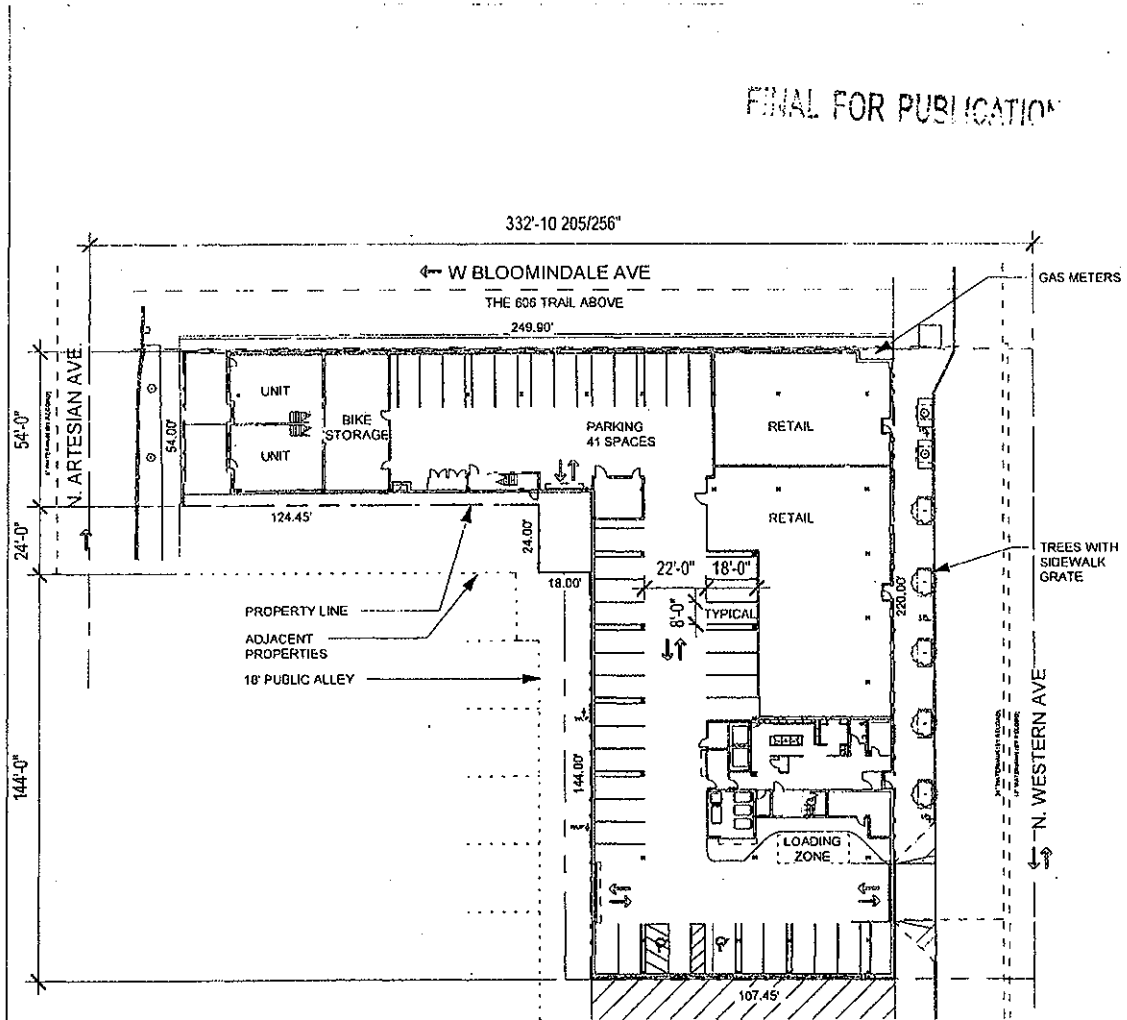 FINAL FOR PUBLICATION
332'-10 205/256"
W BLOOMINDALE AVE
THE 606 TRAIL ABOVE
249.90'
GAS METERS
N. ARTESIAN AVE.
54'-0"
54.00'
UNIT
UNIT
BIKE
STORAGE
PARKING
41 SPACES
RETAIL
RETAIL
124.45'
24'-0"
24.00'
18.00'
22'-0"
18'-0"
8'-0"
TYPICAL
220.00'
TREES WITH
SIDEWALK
GRATE
PROPERTY LINE
ADJACENT
PROPERTIES
18' PUBLIC ALLEY
144'-0"
144.00'
LOADING
ZONE
N. WESTERN AVE
107.45'